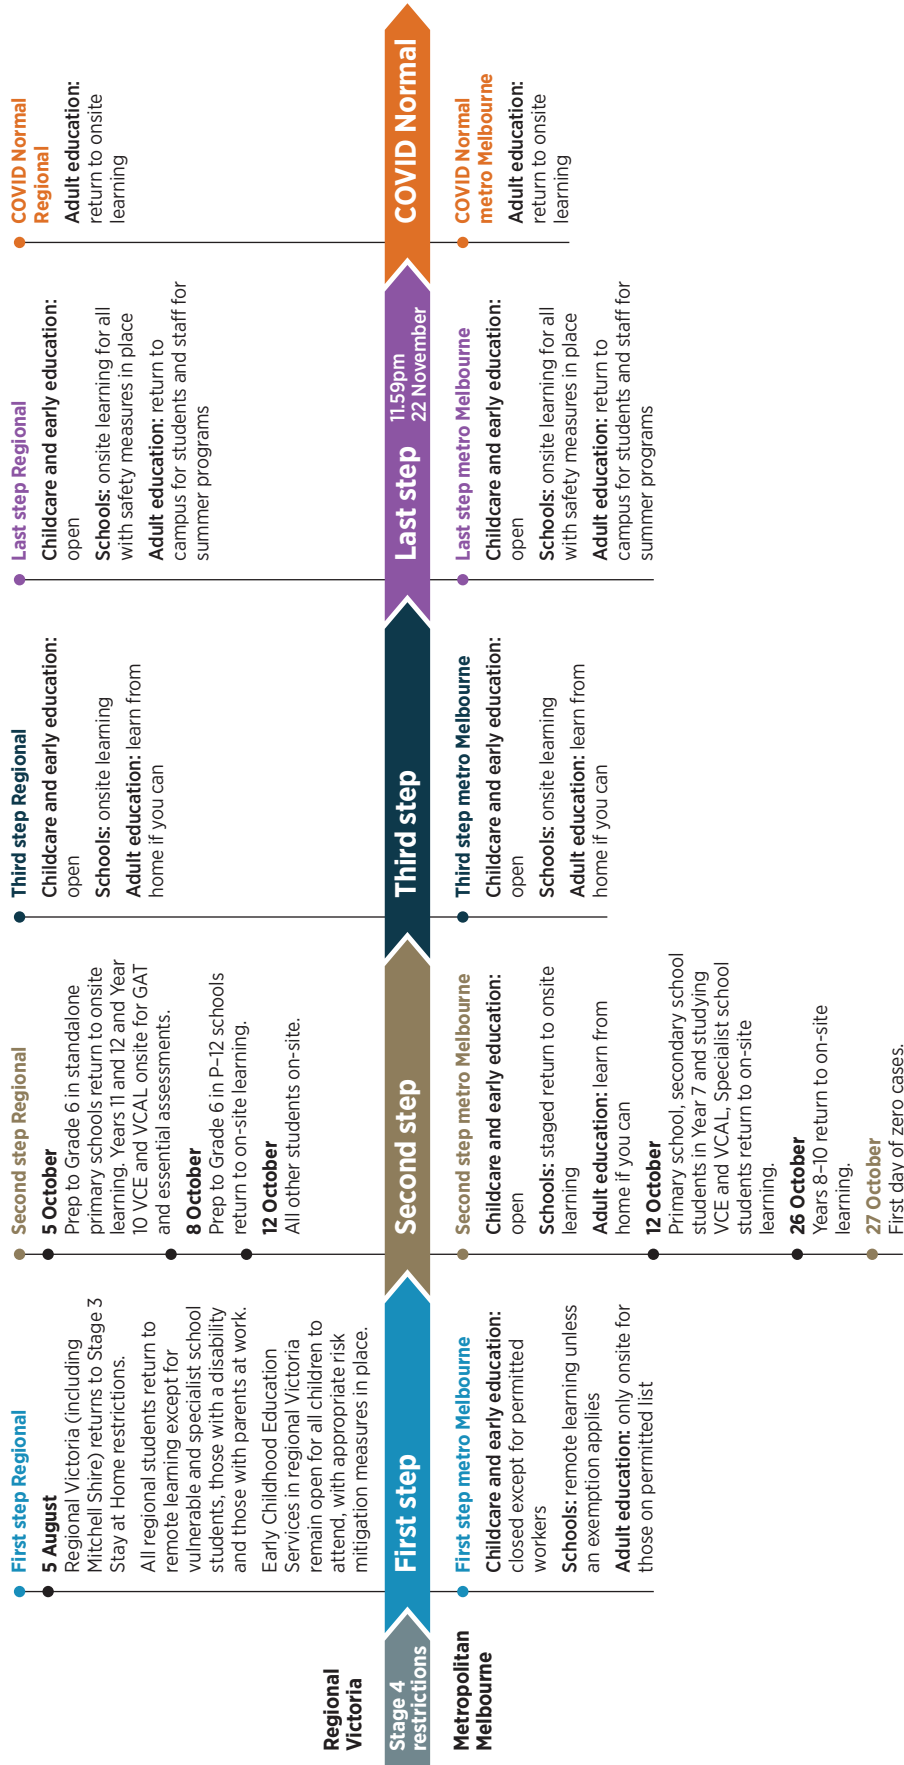 Regional
Victoria
First step Regional
5 August
Regional Victoria (including
Mitchell Shire) returns to Stage 3
Stay at Home restrictions.
All regional students return to
remote learning except for
vulnerable and specialist school
students, those with a disability
and those with parents at work.
Early Childhood Education
Services in regional Victoria
remain open for all children to
attend, with appropriate risk
mitigation measures in place.
Second step Regional
5 October
Prep to Grade 6 in standalone
primary schools return to onsite
learning. Years 11 and 12 and Year
10 VCE and VCAL onsite for GAT
and essential assessments.
8 October
Prep to Grade 6 in P–12 schools
return to on-site learning.
12 October
All other students on-site.
Third step Regional
Childcare and early education:
open
Schools: onsite learning
Adult education: learn from
home if you can
Last step Regional
Childcare and early education:
open
Schools: onsite learning for all
with safety measures in place
Adult education: return to
campus for students and staff for
summer programs
COVID Normal
Regional
Adult education:
return to onsite
learning
Stage 4
restrictions
First step
Second step
Third step
Last step
11.59pm
22 November
COVID Normal
Metropolitan
Melbourne
First step metro Melbourne
Childcare and early education:
closed except for permitted
workers
Schools: remote learning unless
an exemption applies
Adult education: only onsite for
those on permitted list
Second step metro Melbourne
Childcare and early education:
open
Schools: staged return to onsite
learning
Adult education: learn from
home if you can
12 October
Primary school, secondary school
students in Year 7 and studying
VCE and VCAL, Specialist school
students return to on-site
learning.
26 October
Years 8–10 return to on-site
learning.
27 October
First day of zero cases.
Third step metro Melbourne
Childcare and early education:
open
Schools: onsite learning
Adult education: learn from
home if you can
Last step metro Melbourne
Childcare and early education:
open
Schools: onsite learning for all
with safety measures in place
Adult education: return to
campus for students and staff for
summer programs
COVID Normal
metro Melbourne
Adult education:
return to onsite
learning